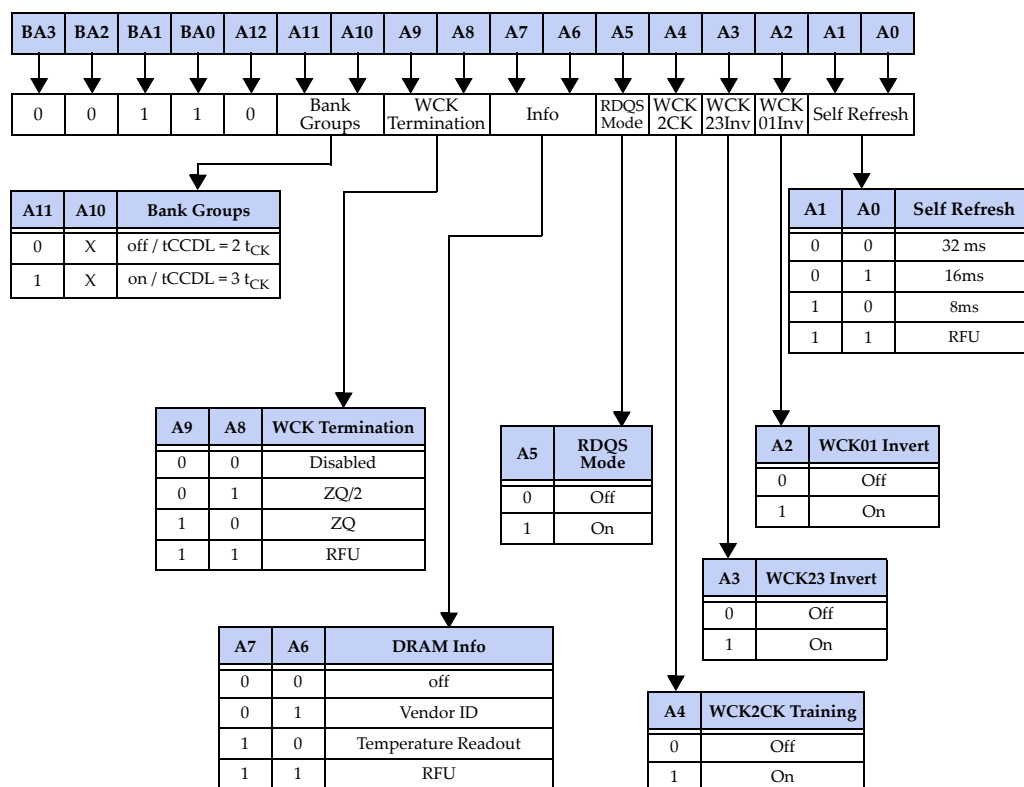 BA3 BA2 BA1 BA0 A12 A11 A10 A9 A8 A7 A6 A5 A4 A3 A2 A1 A0
0 0 1 1 0 Bank Groups WCK Termination Info RDQS Mode WCK 2CK WCK 23Inv WCK 01Inv Self Refresh
A11 A10 Bank Groups
0 X off / tCCDL = 2 tCK
1 X on / tCCDL = 3 tCK
A1 A0 Self Refresh
0 0 32 ms
0 1 16ms
1 0 8ms
1 1 RFU
A9 A8 WCK Termination
0 0 Disabled
0 1 ZQ/2
1 0 ZQ
1 1 RFU
A5 RDQS Mode
0 Off
1 On
A2 WCK01 Invert
0 Off
1 On
A3 WCK23 Invert
0 Off
1 On
A7 A6 DRAM Info
0 0 off
0 1 Vendor ID
1 0 Temperature Readout
1 1 RFU
A4 WCK2CK Training
0 Off
1 On